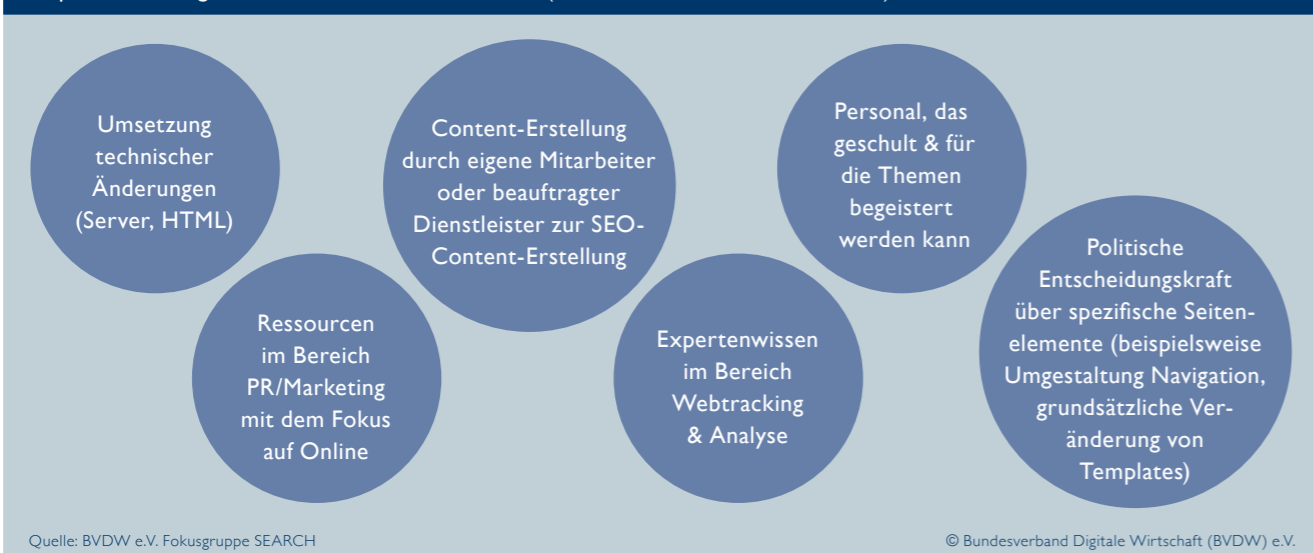 Umsetzung
technischer
Änderungen
(Server, HTML)
Ressourcen
im Bereich
PR/Marketing
mit dem Fokus
auf Online
Content-Erstellung
durch eigene Mitarbeiter
oder beauftragter
Dienstleister zur SEO-
Content-Erstellung
Expertenwissen
im Bereich
Webtracking
& Analyse
Personal, das
geschult & für
die Themen
begeistert
werden kann
Politische
Entscheidungskraft
über spezifische Seiten-
elemente (beispielsweise
Umgestaltung Navigation,
grundsätzliche Ver-
änderung von
Templates)
Quelle: BVDW e.V. Fokusgruppe SEARCH
© Bundesverband Digitale Wirtschaft (BVDW) e.V.